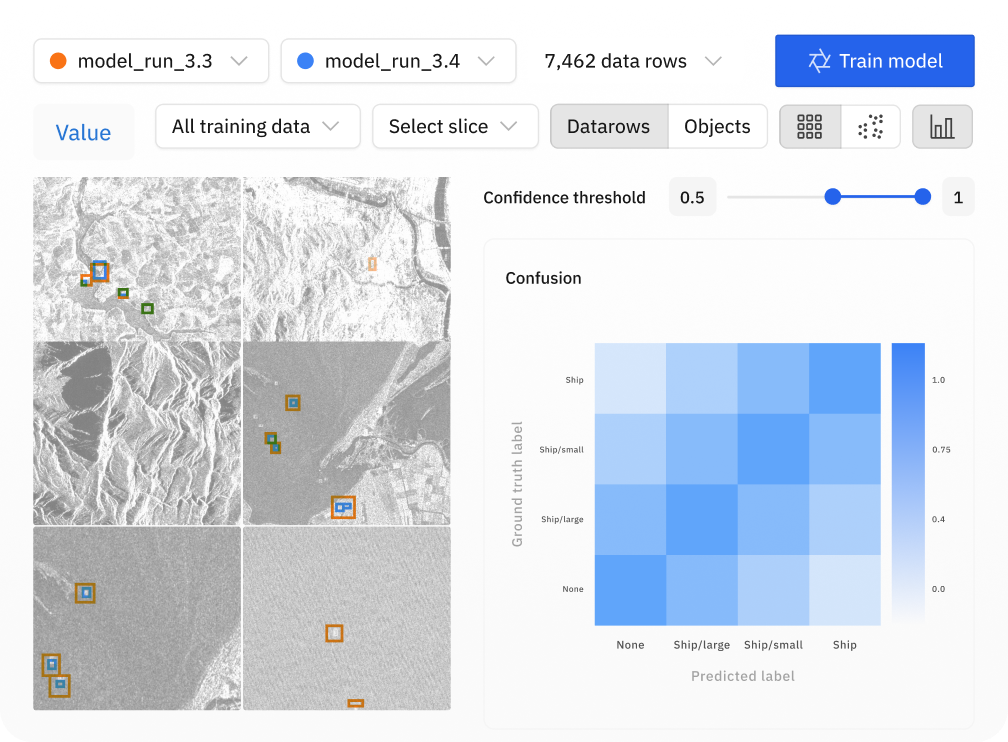 model_run_3.3
model_run_3.4
7,462 data rows
Train model
Value
All training data
Select slice
Datarows
Objects
Confidence threshold
0.5
1
Confusion
Ground truth label
Ship
Ship/small
Ship/large
None
None
Ship/large
Ship/small
Ship
Predicted label
1.0
0.75
0.4
0.0